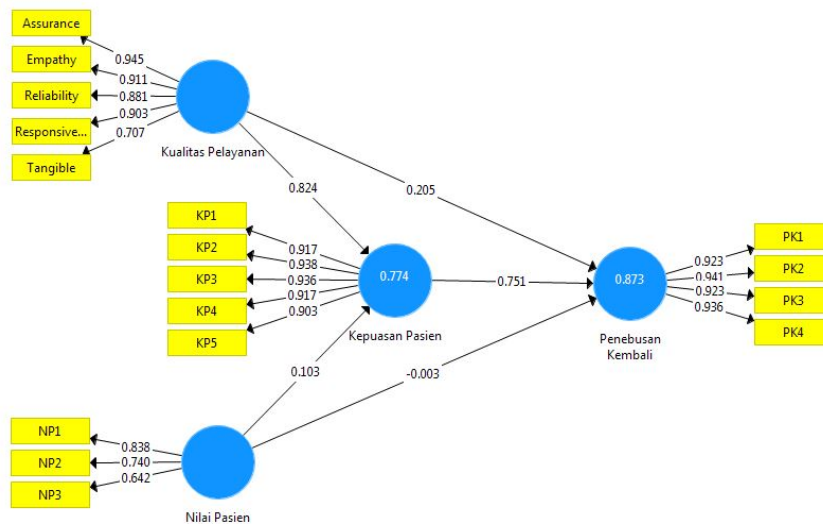 Assurance
Empathy
Reliability
Responsive...
Tangible
0.945
0.911
0.881
0.903
0.707
Kualitas Pelayanan
0.824
0.205
KP1
KP2
KP3
KP4
KP5
0.917
0.938
0.936
0.917
0.903
0.774
Kepuasan Pasien
0.751
0.873
Penebusan
Kembali
0.923
0.941
0.923
0.936
PK1
PK2
PK3
PK4
0.103
-0.003
NP1
NP2
NP3
0.838
0.740
0.642
Nilai Pasien